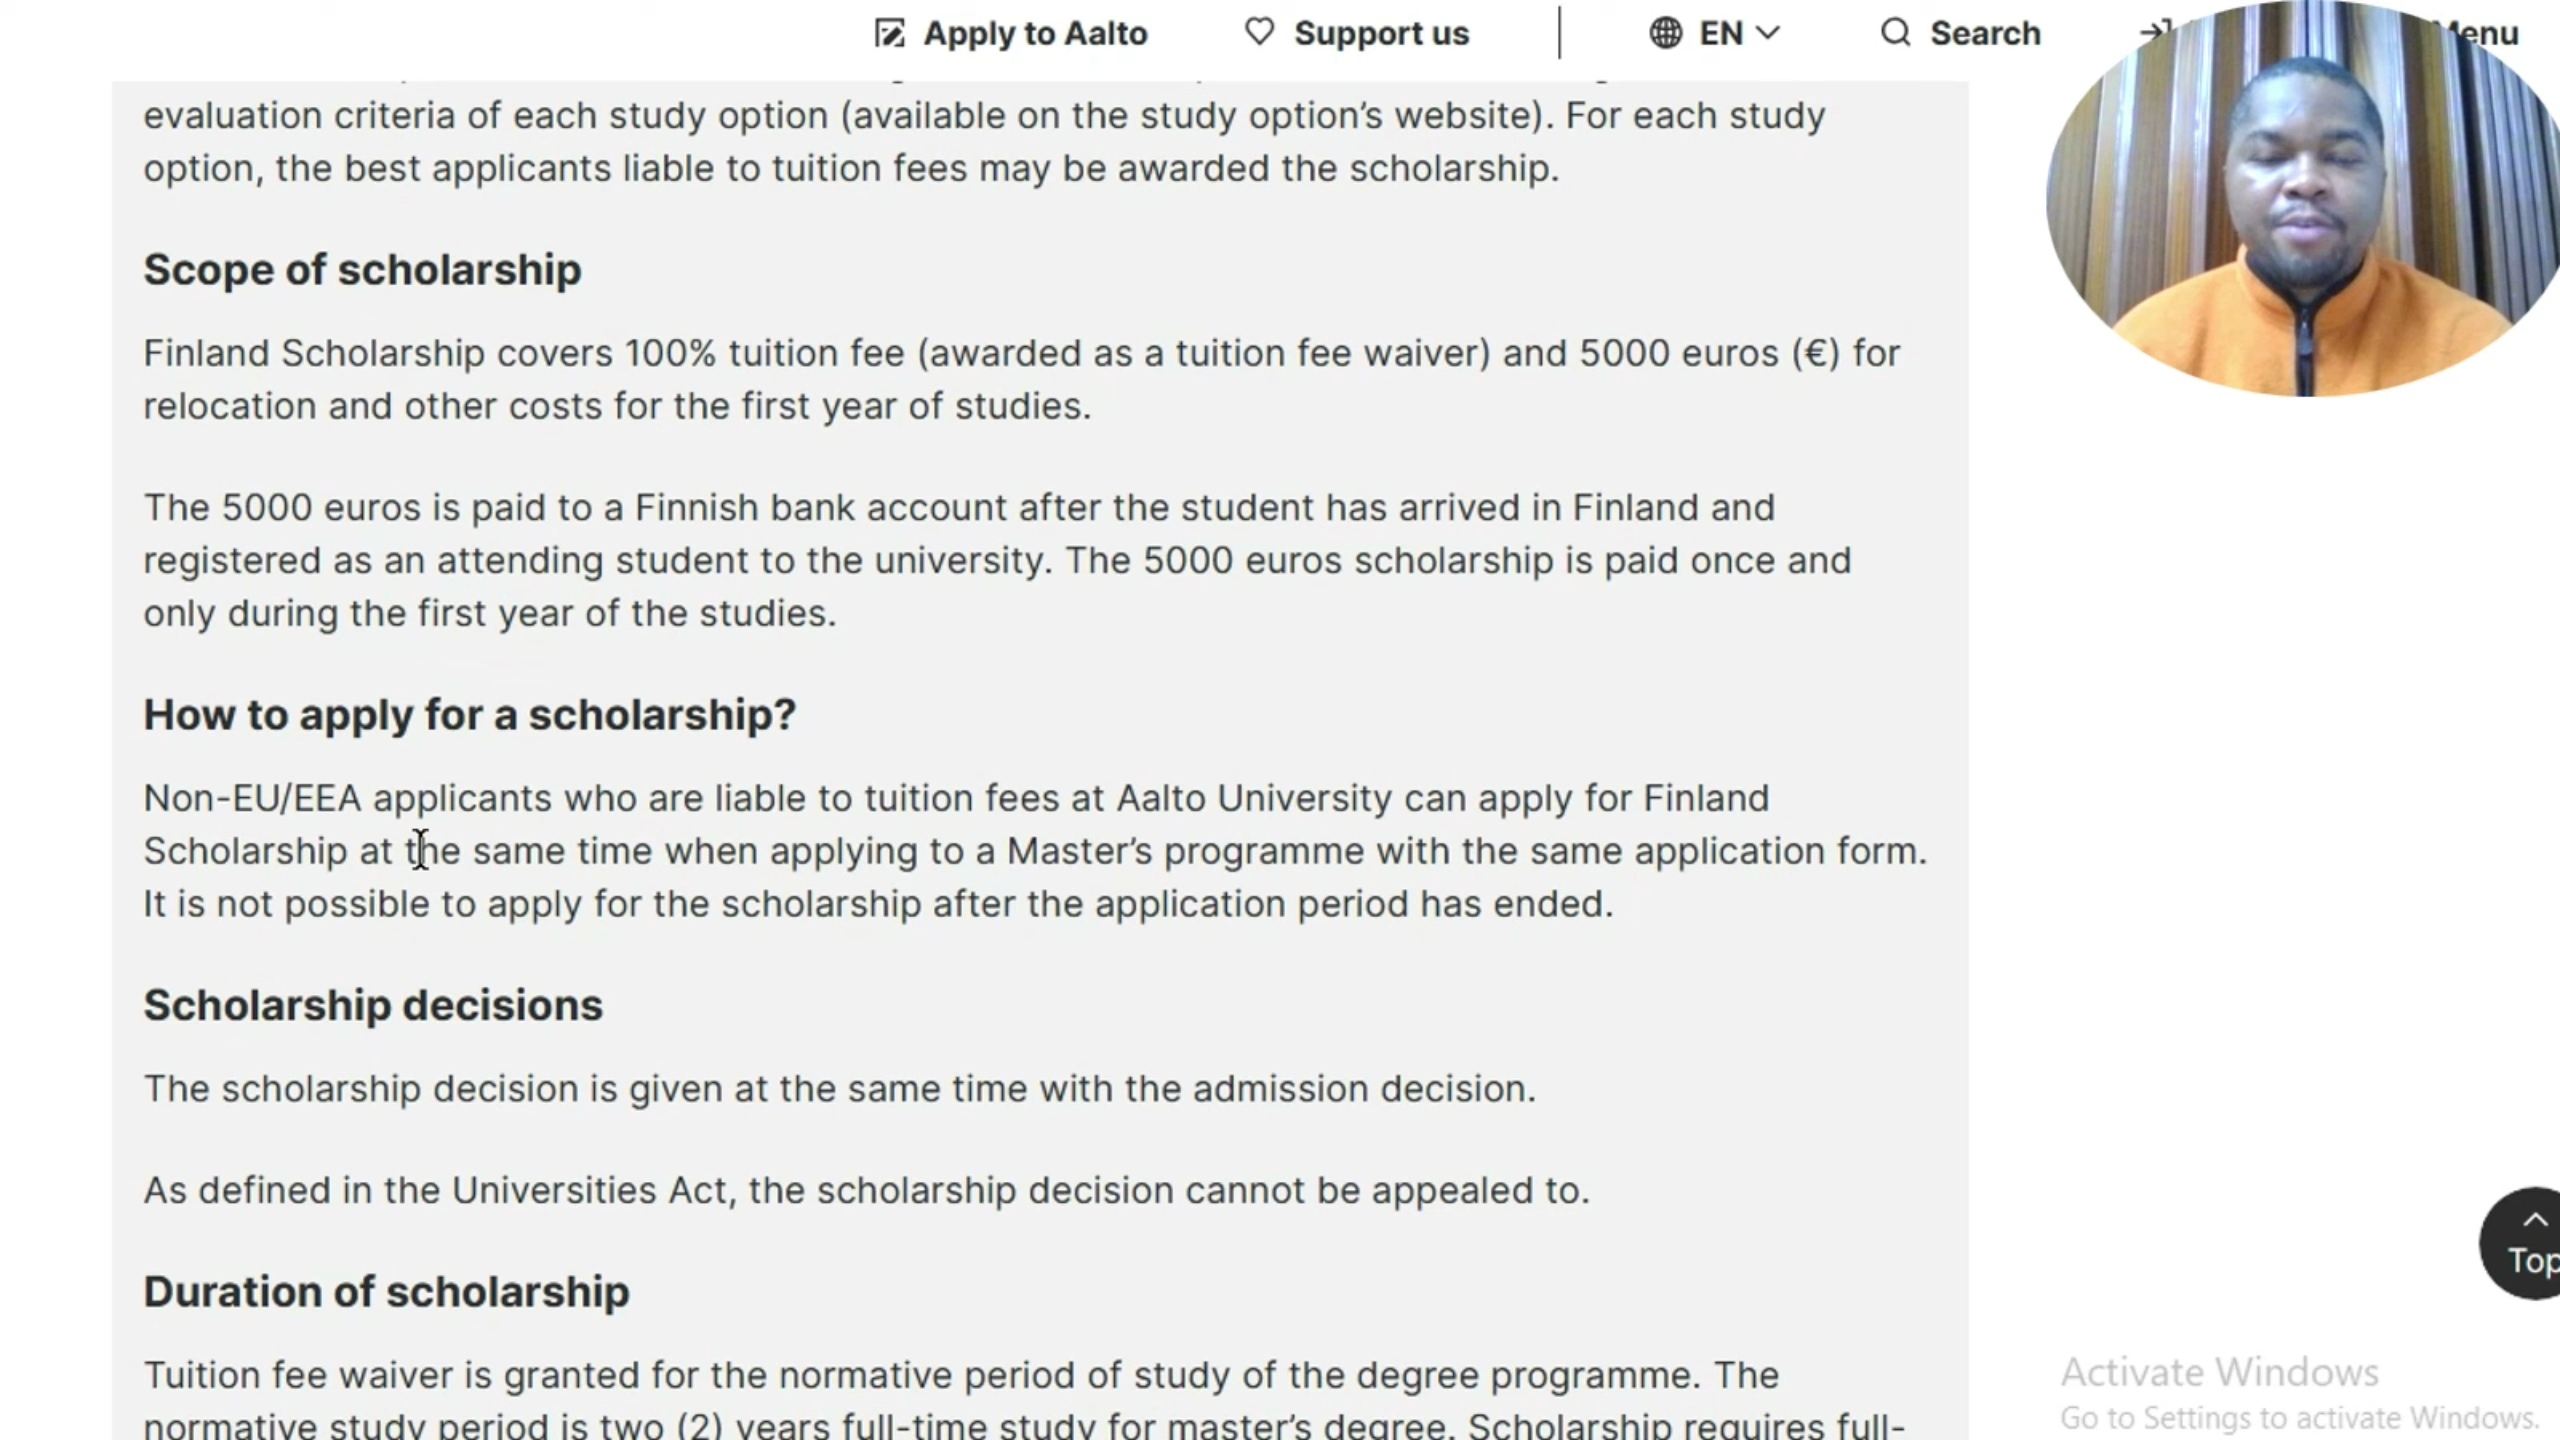 Apply to Aalto
Support us
EN
Search
evaluation criteria of each study option (available on the study option’s website). For each study
option, the best applicants liable to tuition fees may be awarded the scholarship.
Scope of scholarship
Finland Scholarship covers 100% tuition fee (awarded as a tuition fee waiver) and 5000 euros (€) for
relocation and other costs for the first year of studies.
The 5000 euros is paid to a Finnish bank account after the student has arrived in Finland and
registered as an attending student to the university. The 5000 euros scholarship is paid once and
only during the first year of the studies.
How to apply for a scholarship?
Non-EU/EEA applicants who are liable to tuition fees at Aalto University can apply for Finland
Scholarship at the same time when applying to a Master’s programme with the same application form.
It is not possible to apply for the scholarship after the application period has ended.
Scholarship decisions
The scholarship decision is given at the same time with the admission decision.
As defined in the Universities Act, the scholarship decision cannot be appealed to.
Duration of scholarship
Top
Tuition fee waiver is granted for the normative period of study of the degree programme. The
normative study period is two (2) years full-time study for master’s degree. Scholarship requires full-
Activate Windows
Go to Settings to activate Windows.